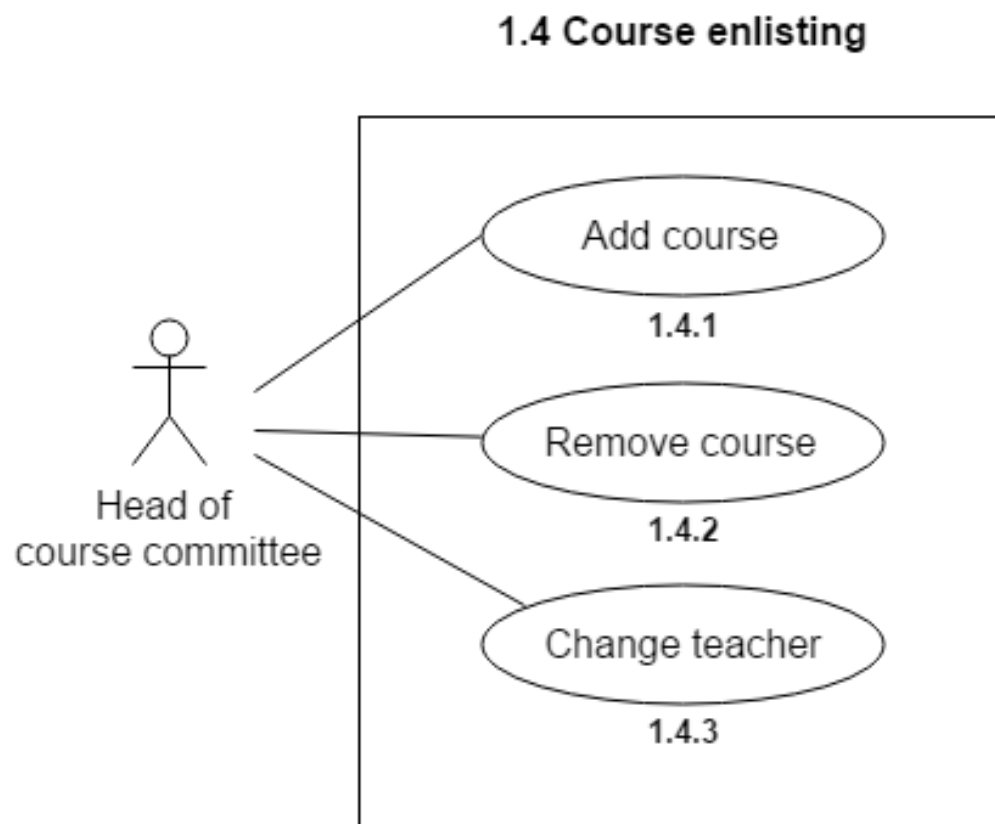 1.4 Course enlisting
Add course
1.4.1
Remove course
1.4.2
Change teacher
1.4.3
Head of
course committee